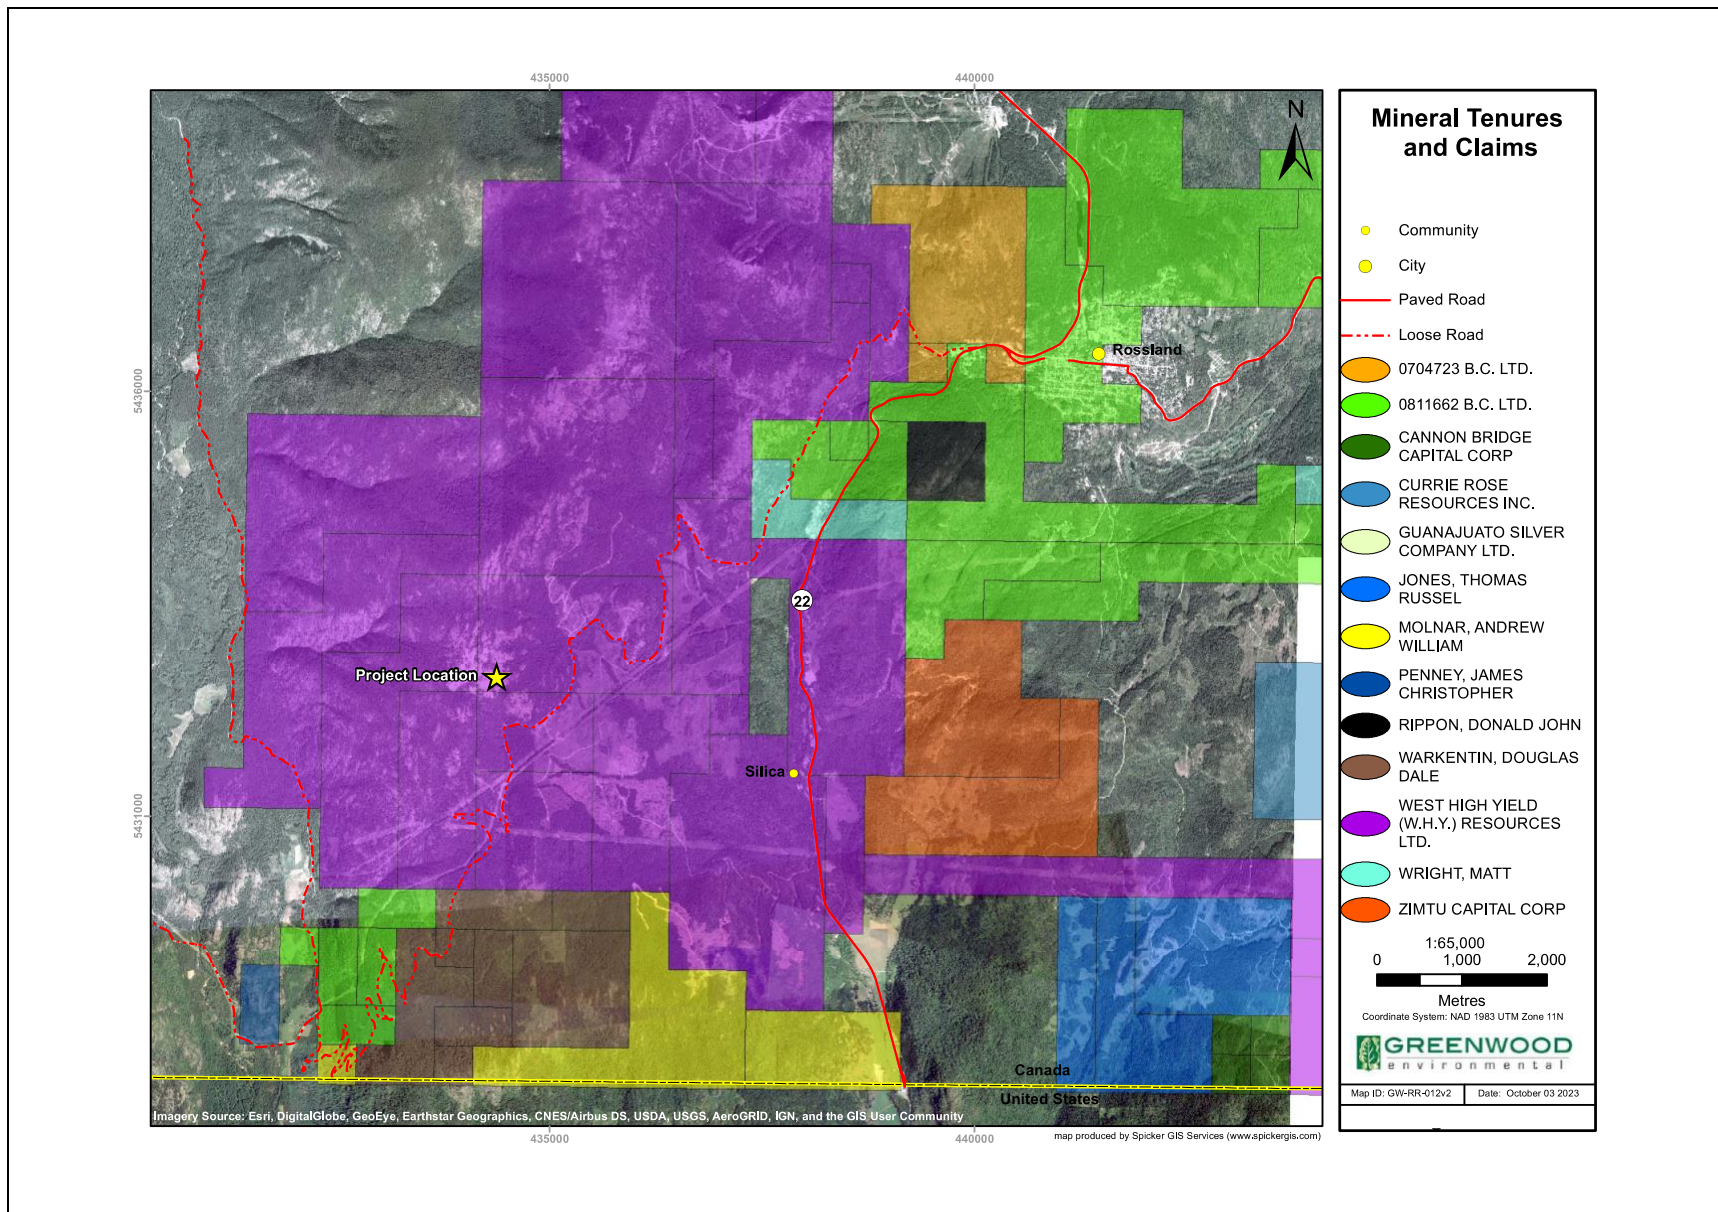 435000
440000
N
5436000
5431000
Rossland
22
Project Location
Silica
Canada
United States
Imagery Source: Esri, DigitalGlobe, GeoEye, Earthstar Geographics, CNES/Airbus DS, USDA, USGS, AeroGRID, IGN, and the GIS User Community
435000
440000
map produced by Spicker GIS Services (www.spickergis.com)
Mineral Tenures
and Claims
Community
City
Paved Road
Loose Road
0704723 B.C. LTD.
0811662 B.C. LTD.
CANNON BRIDGE
CAPITAL CORP
CURRIE ROSE
RESOURCES INC.
GUANAJUATO SILVER
COMPANY LTD.
JONES, THOMAS
RUSSEL
MOLNAR, ANDREW
WILLIAM
PENNEY, JAMES
CHRISTOPHER
RIPPON, DONALD JOHN
WARKENTIN, DOUGLAS
DALE
WEST HIGH YIELD
(W.H.Y.) RESOURCES
LTD.
WRIGHT, MATT
ZIMTU CAPITAL CORP
1:65,000
0 1,000 2,000
Metres
Coordinate System: NAD 1983 UTM Zone 11N
GREENWOOD
environmental
Map ID: GW-RR-012v2 Date: October 03 2023